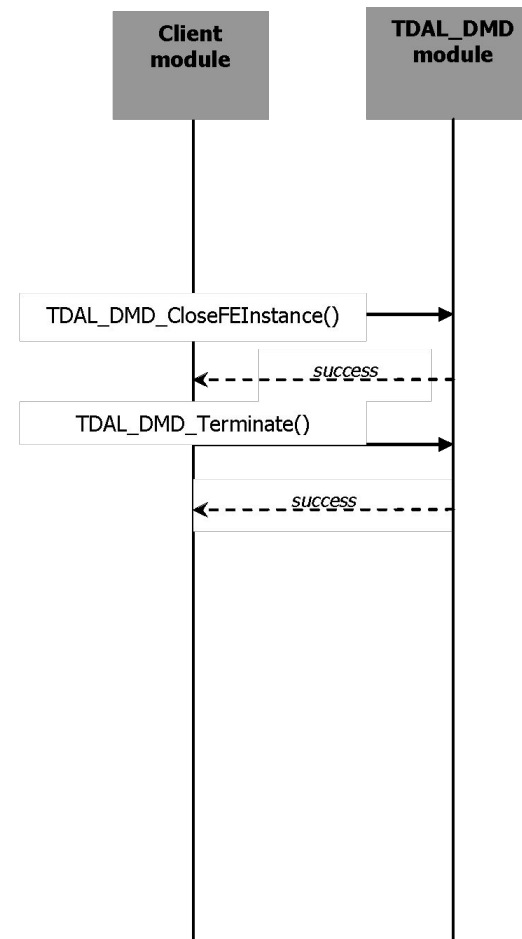 Client
module
TDAL_DMD
module
TDAL_DMD_CloseFEInstance()
success
TDAL_DMD_Terminate()
success